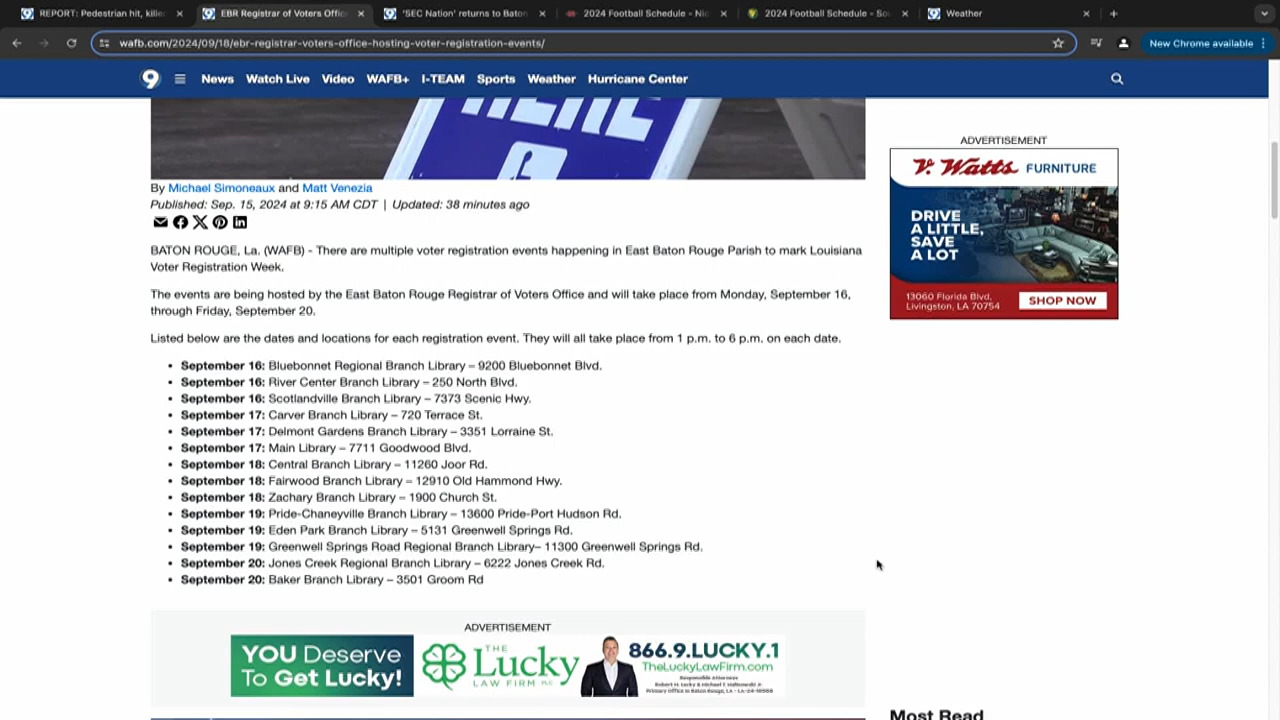 REPORT: Pedestrian hit, killed
EBR Registrar of Voters Offic
'SEC Nation' returns to Baton
2024 Football Schedule – Nic
2024 Football Schedule – Sou
Weather
wafb.com/2024/09/18/ebr-registrar-voters-office-hosting-voter-registration-events/
New Chrome available
9
News
Watch Live
Video
WAFB+
I-TEAM
Sports
Weather
Hurricane Center
HERE
By Michael Simoneaux and Matt Venezia
Published: Sep. 15, 2024 at 9:15 AM CDT | Updated: 38 minutes ago
BATON ROUGE, La. (WAFB) - There are multiple voter registration events happening in East Baton Rouge Parish to mark Louisiana
Voter Registration Week.
The events are being hosted by the East Baton Rouge Registrar of Voters Office and will take place from Monday, September 16,
through Friday, September 20.
Listed below are the dates and locations for each registration event. They will all take place from 1 p.m. to 6 p.m. on each date.
• September 16: Bluebonnet Regional Branch Library – 9200 Bluebonnet Blvd.
• September 16: River Center Branch Library – 250 North Blvd.
• September 16: Scotlandville Branch Library – 7373 Scenic Hwy.
• September 17: Carver Branch Library – 720 Terrace St.
• September 17: Delmont Gardens Branch Library – 3351 Lorraine St.
• September 17: Main Library – 7711 Goodwood Blvd.
• September 18: Central Branch Library – 11260 Joor Rd.
• September 18: Fairwood Branch Library – 12910 Old Hammond Hwy.
• September 18: Zachary Branch Library – 1900 Church St.
• September 19: Pride-Chaneyville Branch Library – 13600 Pride-Port Hudson Rd.
• September 19: Eden Park Branch Library – 5131 Greenwell Springs Rd.
• September 19: Greenwell Springs Road Regional Branch Library– 11300 Greenwell Springs Rd.
• September 20: Jones Creek Regional Branch Library – 6222 Jones Creek Rd.
• September 20: Baker Branch Library – 3501 Groom Rd
ADVERTISEMENT
V. Watts FURNITURE
DRIVE
A LITTLE,
SAVE
A LOT
13060 Florida Blvd.
Livingston, LA 70754
SHOP NOW
ADVERTISEMENT
YOU Deserve
To Get Lucky!
THE
Lucky
LAW FIRM PLC
866.9.LUCKY.1
TheLuckyLawFirm.com
Responsible Attorneys
Most Read